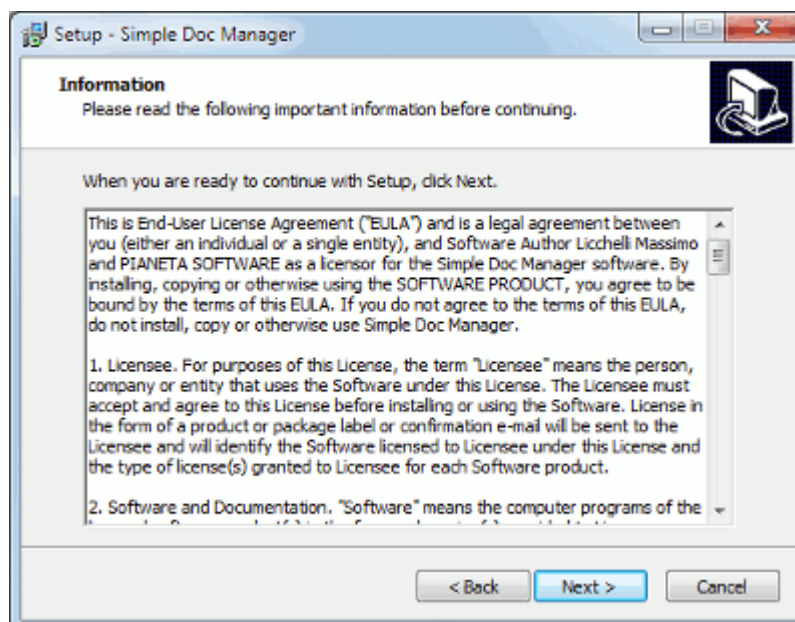 Setup - Simple Doc Manager
Information
Please read the following important information before continuing.
When you are ready to continue with Setup, click Next.
This is End-User License Agreement ("EULA") and is a legal agreement between
you (either an individual or a single entity), and Software Author Licchelli Massimo
and PIANETA SOFTWARE as a licensor for the Simple Doc Manager software. By
installing, copying or otherwise using the SOFTWARE PRODUCT, you agree to be
bound by the terms of this EULA. If you do not agree to the terms of this EULA,
do not install, copy or otherwise use Simple Doc Manager.
1. Licensee. For purposes of this License, the term "Licensee" means the person,
company or entity that uses the Software under this License. The Licensee must
accept and agree to this License before installing or using the Software. License in
the form of a product or package label or confirmation e-mail will be sent to the
Licensee and will identify the Software licensed to Licensee under this License and
the type of license(s) granted to Licensee for each Software product.
2. Software and Documentation. "Software" means the computer programs of the
< Back
Next >
Cancel